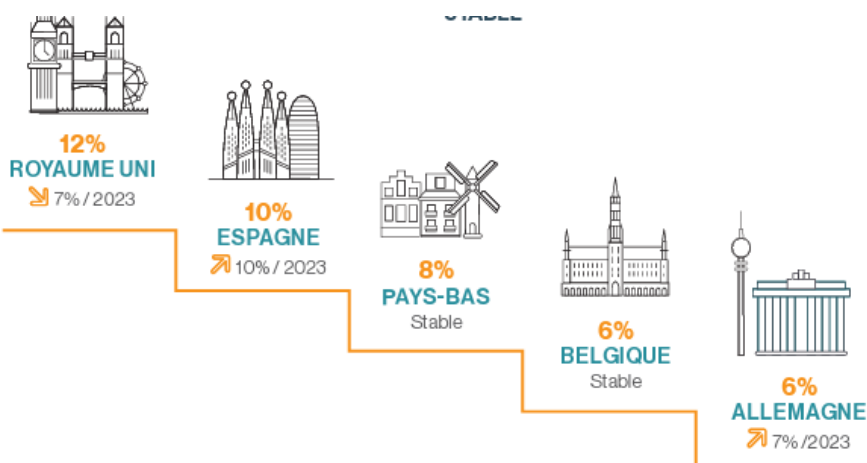 12%
ROYAUME UNI
7% / 2023
10%
ESPAGNE
10% / 2023
8%
PAYS-BAS
Stable
6%
BELGIQUE
Stable
6%
ALLEMAGNE
7% /2023